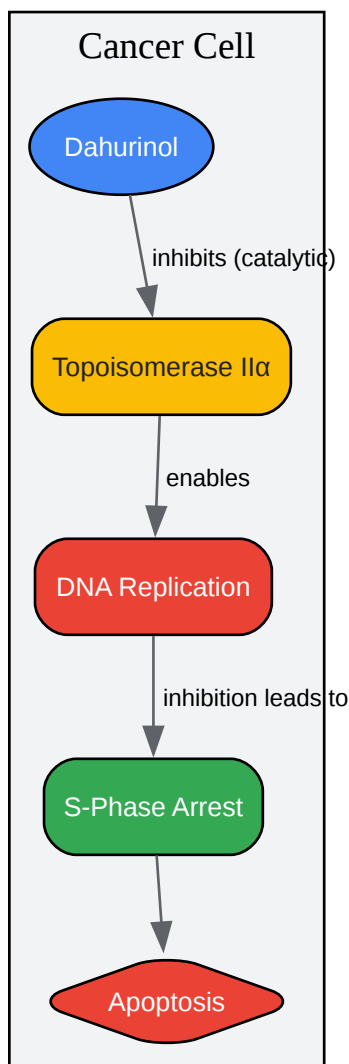 Cancer Cell
Dahurinol
inhibits (catalytic)
Topoisomerase IIα
enables
DNA Replication
inhibition leads to
S-Phase Arrest
Apoptosis